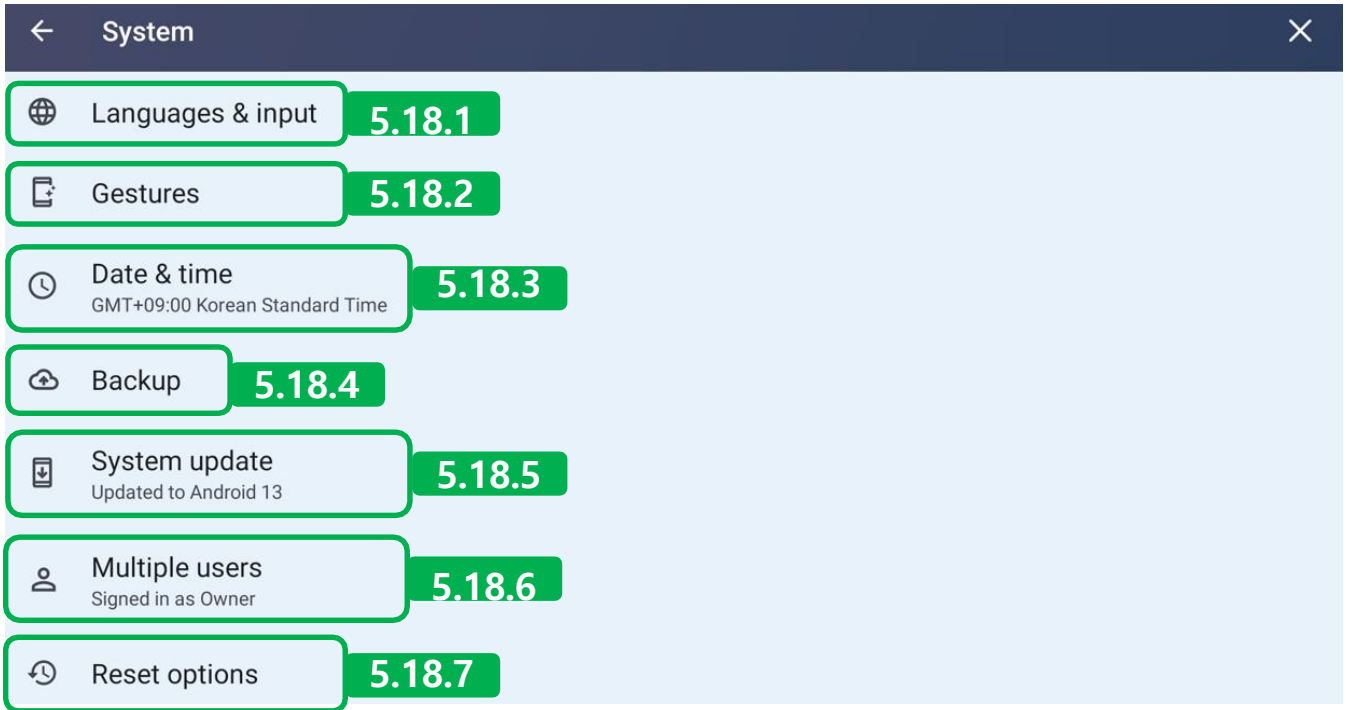 System
Languages & input
5.18.1
Gestures
5.18.2
Date & time
GMT+09:00 Korean Standard Time
5.18.3
Backup
5.18.4
System update
Updated to Android 13
5.18.5
Multiple users
Signed in as Owner
5.18.6
Reset options
5.18.7